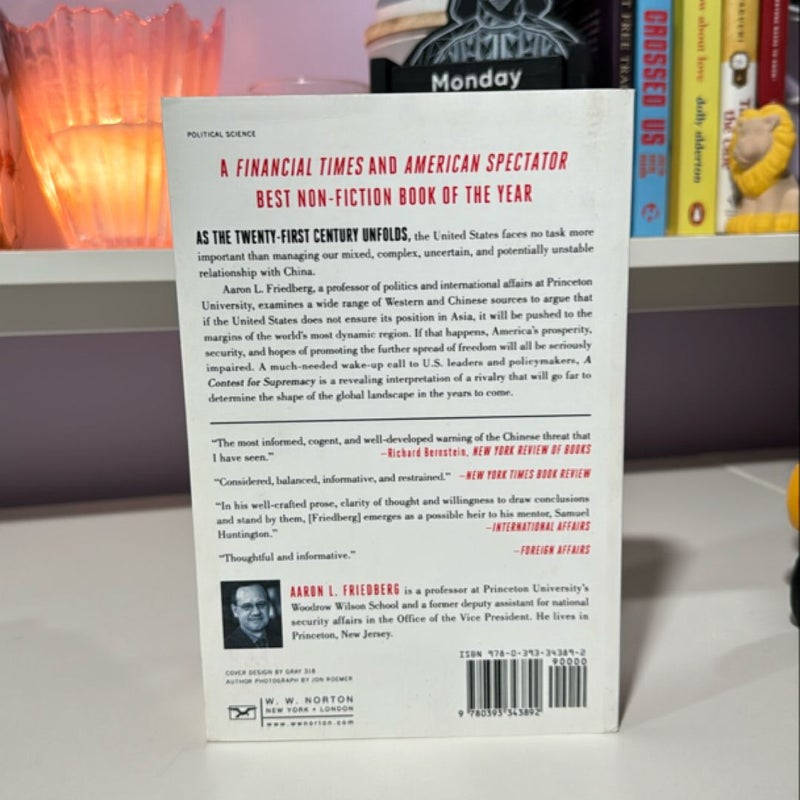 Monday
FREE TRA
CROSSED US
about love
dolly alderton
the
POLITICAL SCIENCE
A FINANCIAL TIMES AND AMERICAN SPECTATOR
BEST NON-FICTION BOOK OF THE YEAR
AS THE TWENTY-FIRST CENTURY UNFOLDS, the United States faces no task more
important than managing our mixed, complex, uncertain, and potentially unstable
relationship with China.
Aaron L. Friedberg, a professor of politics and international affairs at Princeton
University, examines a wide range of Western and Chinese sources to argue that
if the United States does not ensure its position in Asia, it will be pushed to the
margins of the world's most dynamic region. If that happens, America's prosperity,
security, and hopes of promoting the further spread of freedom will all be seriously
impaired. A much-needed wake-up call to U.S. leaders and policymakers, A
Contest for Supremacy is a revealing interpretation of a rivalry that will go far to
determine the shape of the global landscape in the years to come.
"The most informed, cogent, and well-developed warning of the Chinese threat that
I have seen." —Richard Bernstein, NEW YORK REVIEW OF BOOKS
"Considered, balanced, informative, and restrained." —NEW YORK TIMES BOOK REVIEW
"In his well-crafted prose, clarity of thought and willingness to draw conclusions
and stand by them, [Friedberg] emerges as a possible heir to his mentor, Samuel
Huntington." —INTERNATIONAL AFFAIRS
"Thoughtful and informative." —FOREIGN AFFAIRS
AARON L. FRIEDBERG is a professor at Princeton University's
Woodrow Wilson School and a former deputy assistant for national
security affairs in the Office of the Vice President. He lives in
Princeton, New Jersey.
COVER DESIGN BY GRAY 318
AUTHOR PHOTOGRAPH BY JON ROEMER
W. W. NORTON
NEW YORK • LONDON
www.wwnorton.com
ISBN 978-0-393-34389-2
90000
9 780393 343892